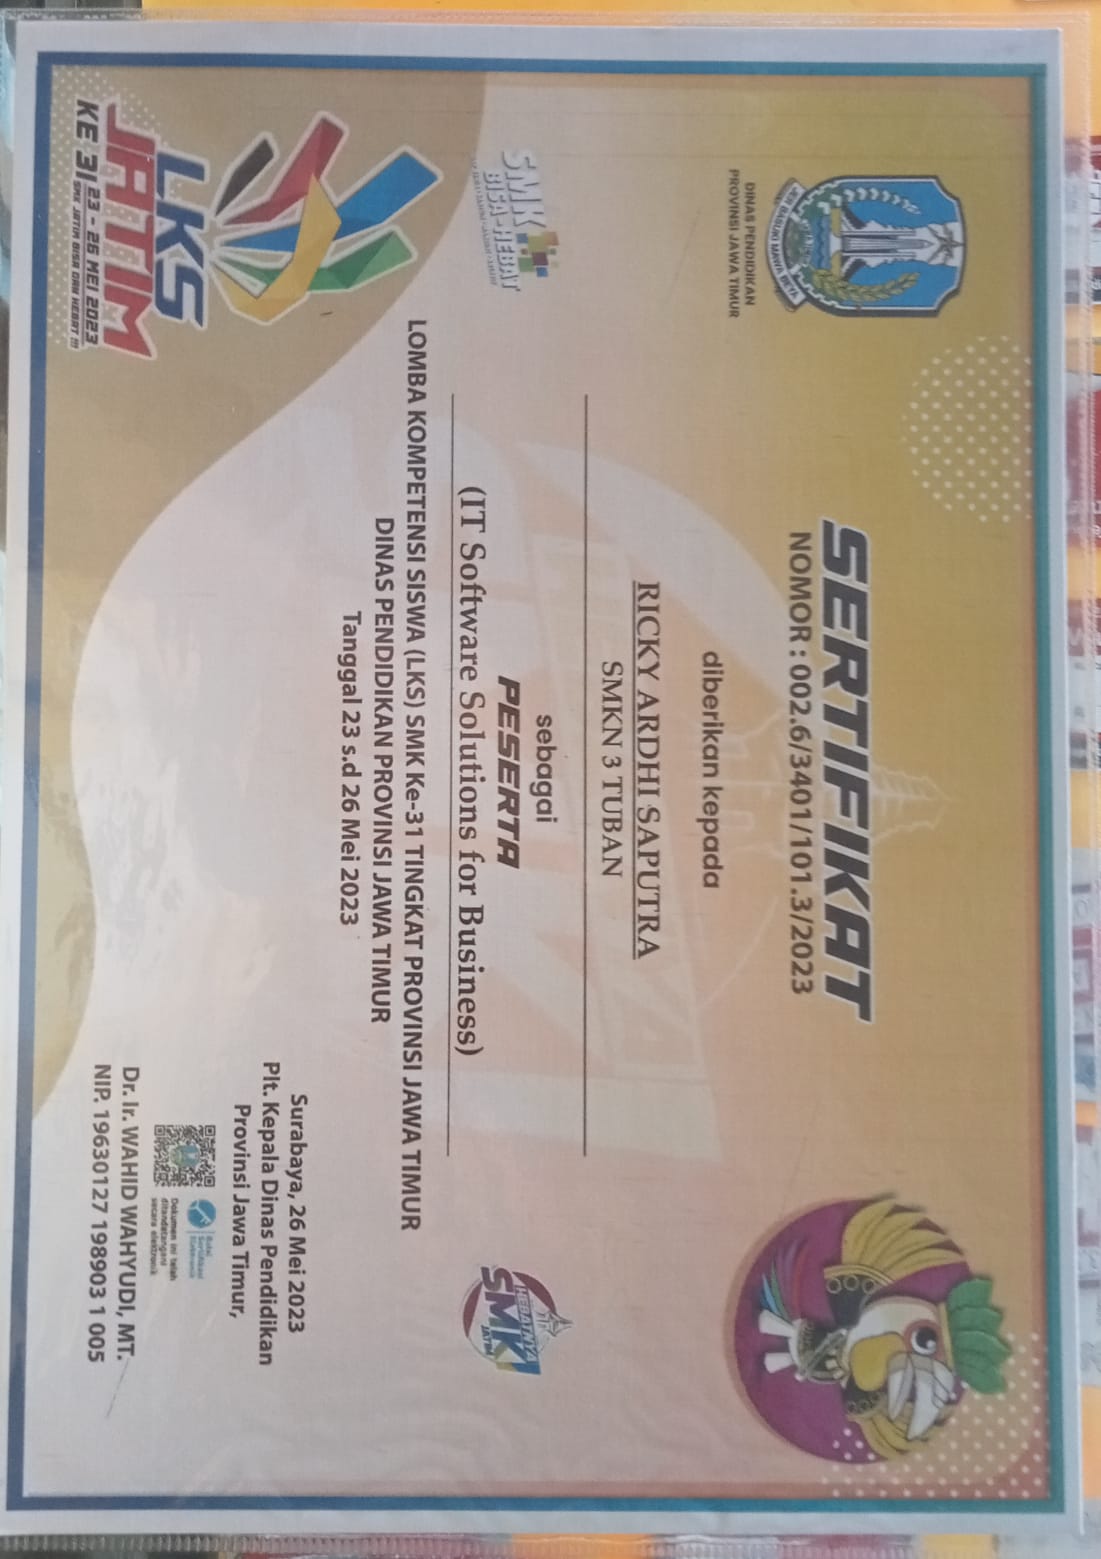 SERTIFIKAT
NOMOR : 002.6/3401/101.3/2023
JER BASUKI MAWA BEYA
DINAS PENDIDIKAN
PROVINSI JAWA TIMUR
diberikan kepada
RICKY ARDHI SAPUTRA
SMKN 3 TUBAN
sebagai
PESERTA
(IT Software Solutions for Business)
SMK
BISA-HEBAT
HEBATNYA
SMK
JATIM
LOMBA KOMPETENSI SISWA (LKS) SMK Ke-31 TINGKAT PROVINSI JAWA TIMUR
DINAS PENDIDIKAN PROVINSI JAWA TIMUR
Tanggal 23 s.d 26 Mei 2023
Surabaya, 26 Mei 2023
Plt. Kepala Dinas Pendidikan
Provinsi Jawa Timur,
Balai
Sertifikasi
Elektronik
Dokumen ini telah
ditandatangani
secara elektronik
Dr. Ir. WAHID WAHYUDI, MT.
NIP. 19630127 198903 1 005
LKS
JATIM
KE 31 23 - 26 MEI 2023
SMK JATIM BISA DAN HEBAT !!!